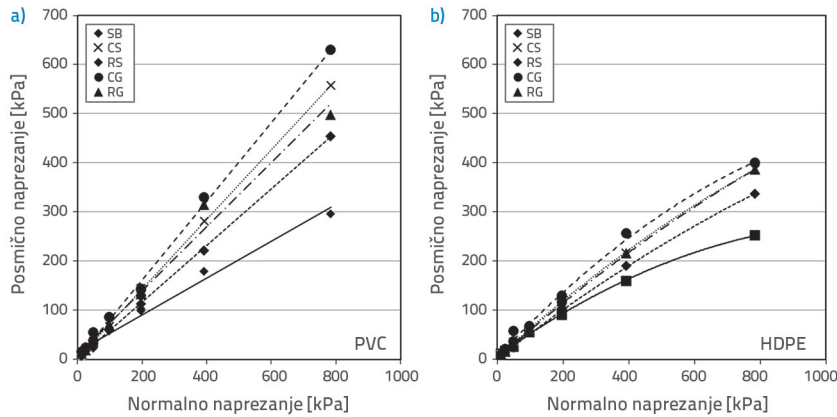 a)
Posmično naprezanje [kPa]
700
600
500
400
300
200
100
0
SB
CS
RS
CG
RG
PVC
0 200 400 600 800 1000
Normalno naprezanje [kPa]
b)
Posmično naprezanje [kPa]
700
600
500
400
300
200
100
0
SB
CS
RS
CG
RG
HDPE
0 200 400 600 800 1000
Normalno naprezanje [kPa]